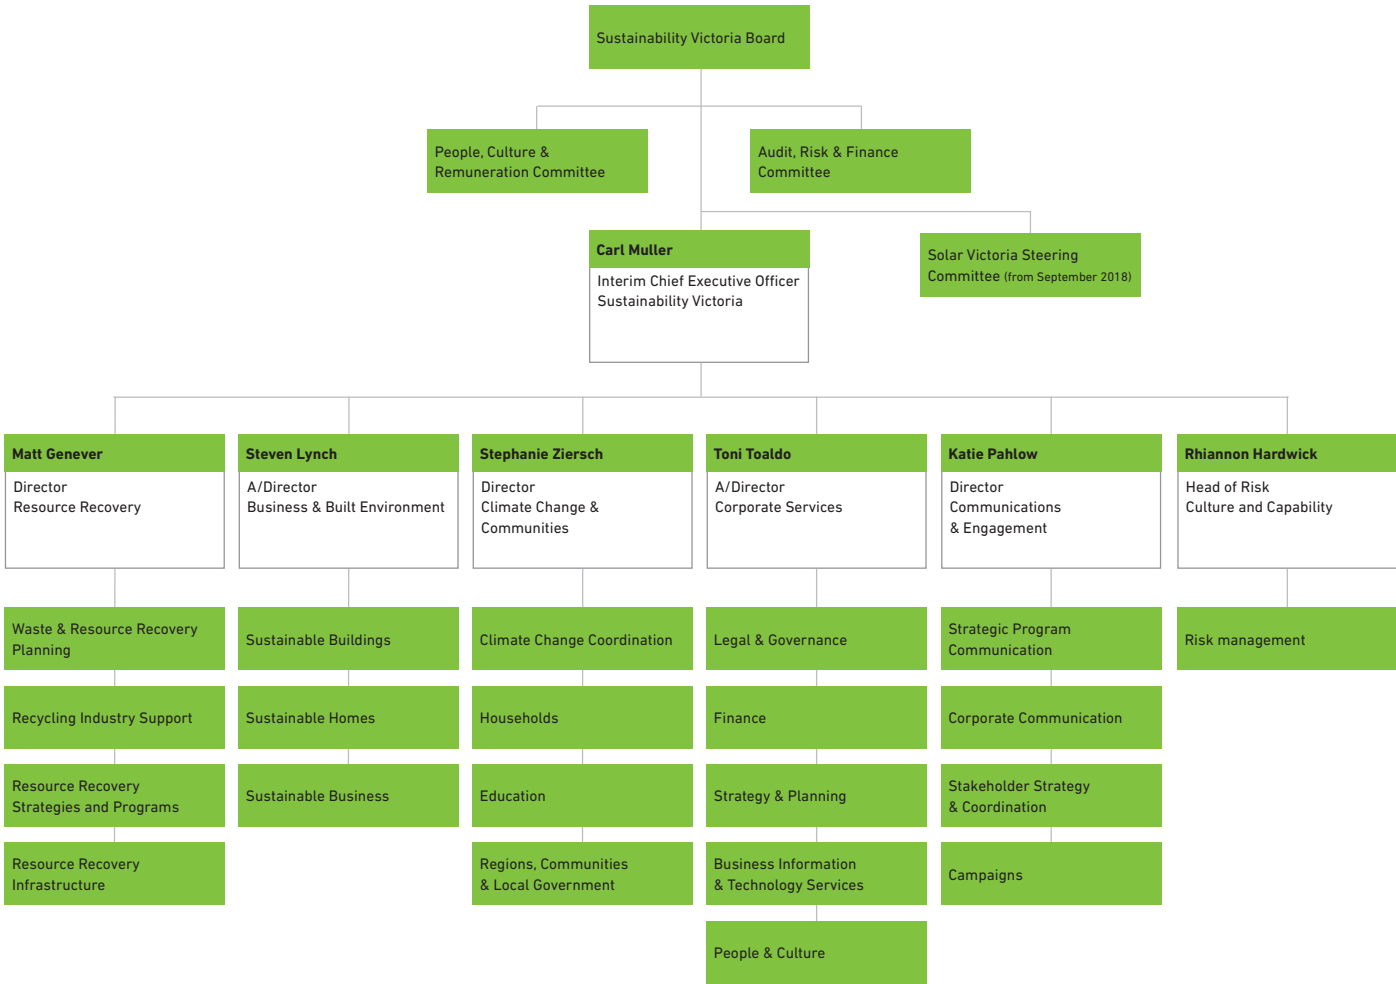 Sustainability Victoria Board
People, Culture &
Remuneration Committee
Audit, Risk & Finance
Committee
Carl Muller
Interim Chief Executive Officer
Sustainability Victoria
Solar Victoria Steering
Committee (from September 2018)
Matt Genever
Director
Resource Recovery
Waste & Resource Recovery
Planning
Recycling Industry Support
Resource Recovery
Strategies and Programs
Resource Recovery
Infrastructure
Steven Lynch
A/Director
Business & Built Environment
Sustainable Buildings
Sustainable Homes
Sustainable Business
Stephanie Ziersch
Director
Climate Change &
Communities
Climate Change Coordination
Households
Education
Regions, Communities
& Local Government
Toni Toaldo
A/Director
Corporate Services
Legal & Governance
Finance
Strategy & Planning
Business Information
& Technology Services
People & Culture
Katie Pahlow
Director
Communications
& Engagement
Strategic Program
Communication
Corporate Communication
Stakeholder Strategy
& Coordination
Campaigns
Rhiannon Hardwick
Head of Risk
Culture and Capability
Risk management